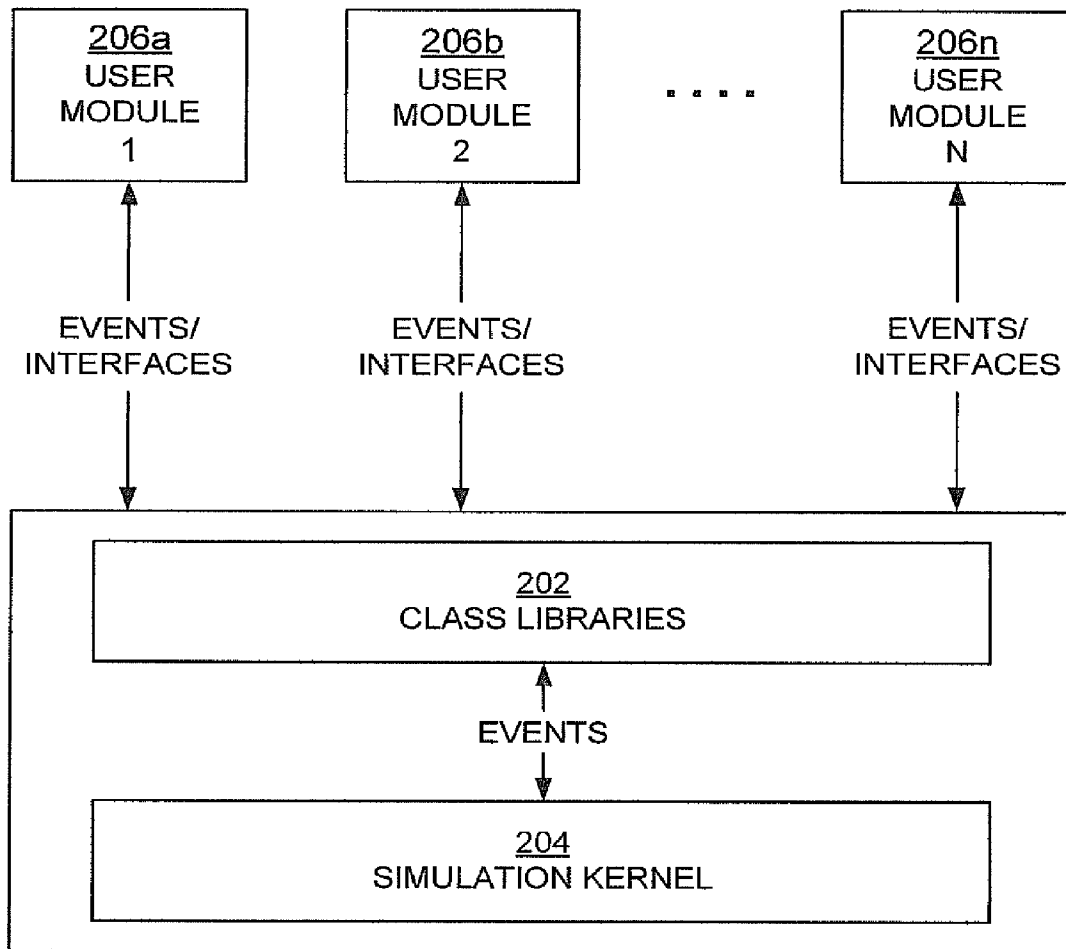 206a
USER
MODULE
1
206b
USER
MODULE
2
. . . .
206n
USER
MODULE
N
EVENTS/
INTERFACES
EVENTS/
INTERFACES
EVENTS/
INTERFACES
202
CLASS LIBRARIES
EVENTS
204
SIMULATION KERNEL